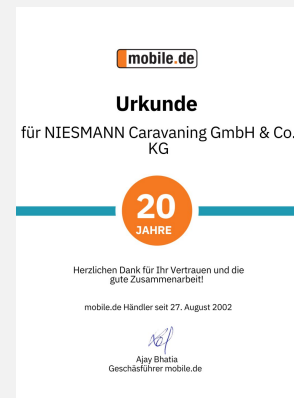 mobile.de
Urkunde
für NIESMANN Caravaning GmbH & Co.
KG
20
JAHRE
Herzlichen Dank für Ihr Vertrauen und die
gute Zusammenarbeit!
mobile.de Händler seit 27. August 2002
Ajay Bhatia
Geschäsführer mobile.de